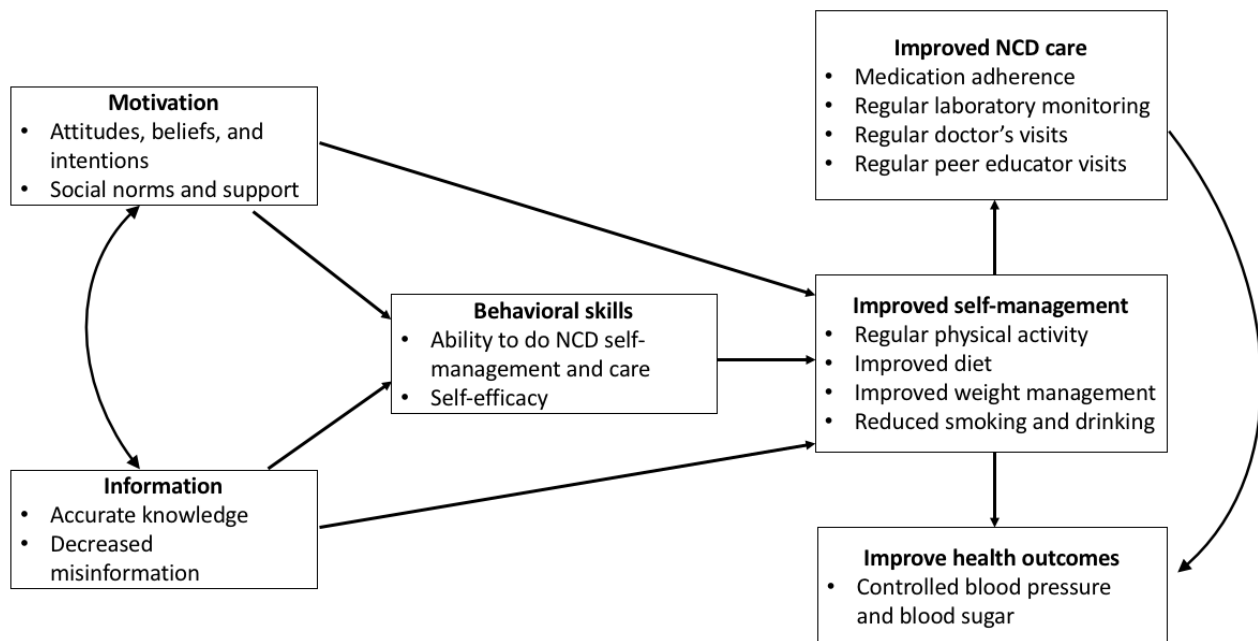 Motivation
• Attitudes, beliefs, and
intentions
• Social norms and support
Information
• Accurate knowledge
• Decreased
misinformation
Behavioral skills
• Ability to do NCD self-
management and care
• Self-efficacy
Improved NCD care
• Medication adherence
• Regular laboratory monitoring
• Regular doctor’s visits
• Regular peer educator visits
Improved self-management
• Regular physical activity
• Improved diet
• Improved weight management
• Reduced smoking and drinking
Improve health outcomes
• Controlled blood pressure
and blood sugar